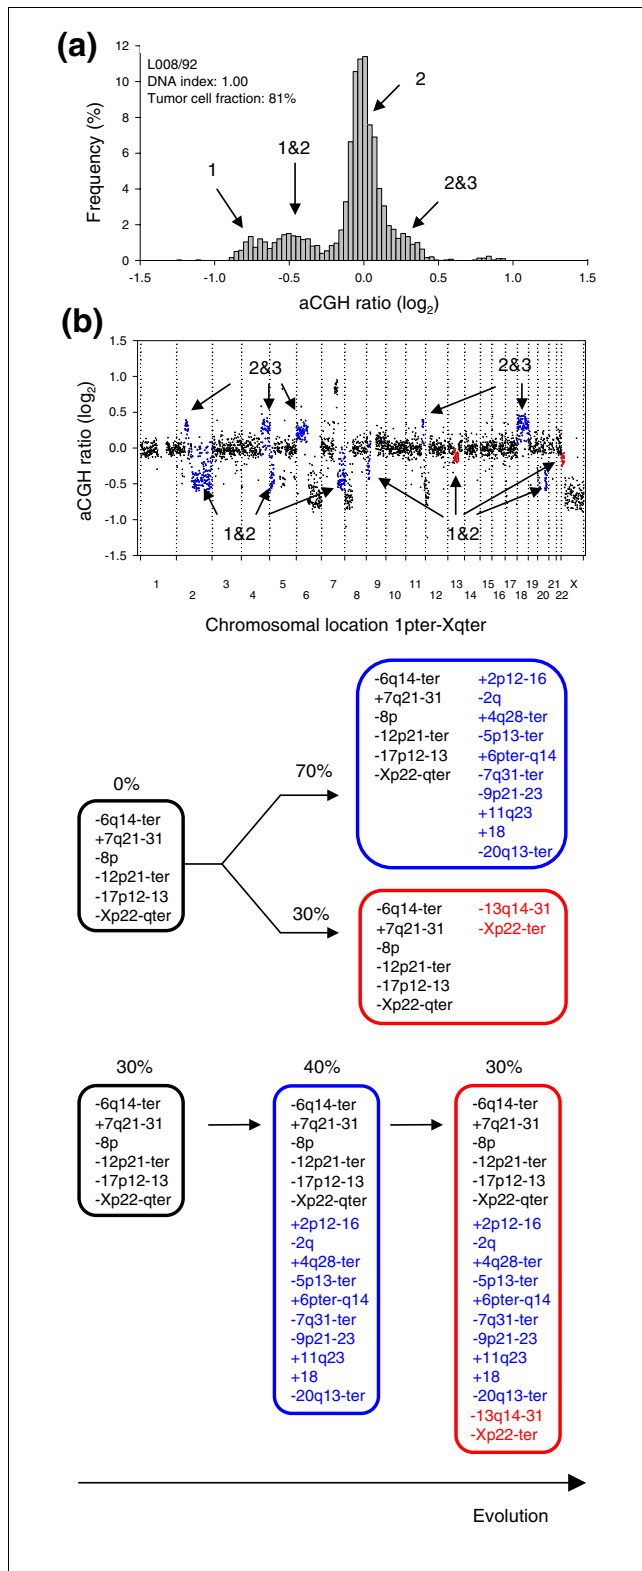 (a)
L008/92
DNA index: 1.00
Tumor cell fraction: 81%
Frequency (%)
12
10
8
6
4
2
0
1
1&2
2
2&3
-1.5
-1.0
-0.5
0.0
0.5
1.0
1.5
aCGH ratio (log2)
(b)
aCGH ratio (log2)
1.5
1.0
0.5
0.0
-0.5
-1.0
-1.5
2&3
2&3
1&2
1&2
1 3 5 7 9 11 13 15 17 19 21 X
2 4 6 8 10 12 14 16 18 20 22
Chromosomal location 1pter-Xqter
0%
-6q14-ter
+7q21-31
-8p
-12p21-ter
-17p12-13
-Xp22-qter
70%
-6q14-ter
+7q21-31
-8p
-12p21-ter
-17p12-13
-Xp22-qter
+2p12-16
-2q
+4q28-ter
-5p13-ter
+6pter-q14
-7q31-ter
-9p21-23
+11q23
+18
-20q13-ter
30%
-6q14-ter
+7q21-31
-8p
-12p21-ter
-17p12-13
-Xp22-qter
-13q14-31
-Xp22-ter
30%
-6q14-ter
+7q21-31
-8p
-12p21-ter
-17p12-13
-Xp22-qter
40%
-6q14-ter
+7q21-31
-8p
-12p21-ter
-17p12-13
-Xp22-qter
+2p12-16
-2q
+4q28-ter
-5p13-ter
+6pter-q14
-7q31-ter
-9p21-23
+11q23
+18
-20q13-ter
30%
-6q14-ter
+7q21-31
-8p
-12p21-ter
-17p12-13
-Xp22-qter
+2p12-16
-2q
+4q28-ter
-5p13-ter
+6pter-q14
-7q31-ter
-9p21-23
+11q23
+18
-20q13-ter
-13q14-31
-Xp22-ter
Evolution